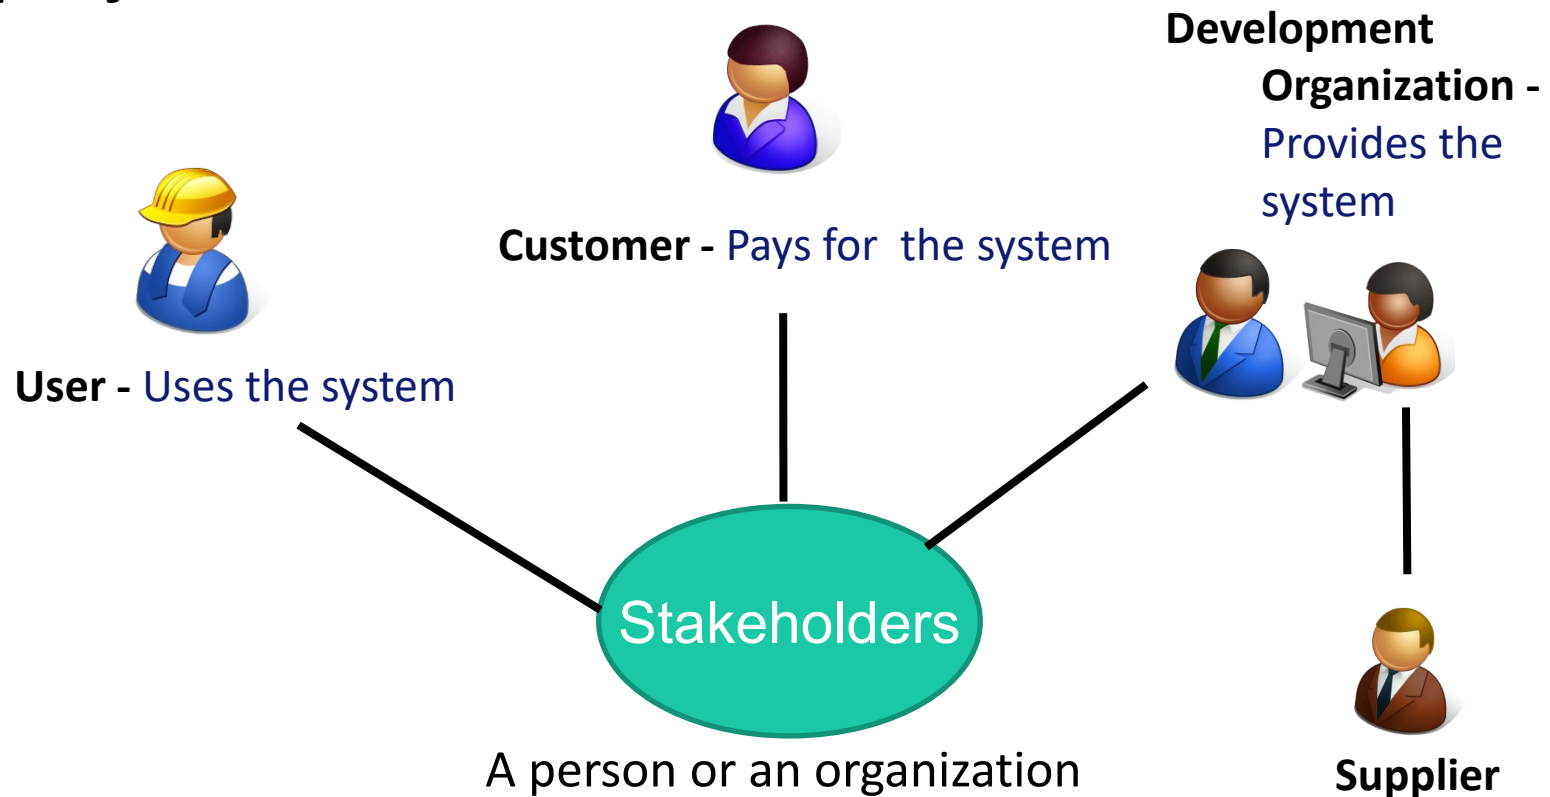 Development
Organization -
Provides the
system
Customer - Pays for  the system
User - Uses the system
Stakeholders
A person or an organization
Supplier